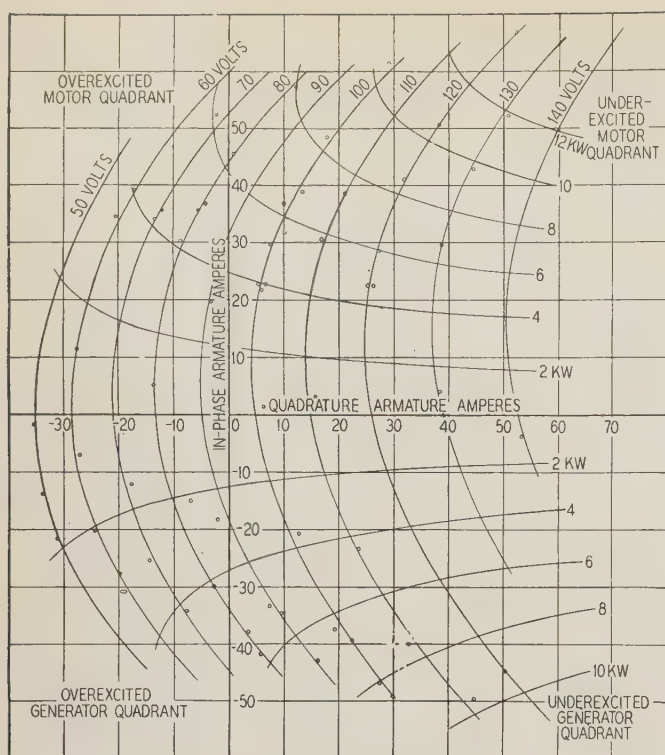 OVEREXCITED
MOTOR QUADRANT
60 VOLTS
70
80
90
100
110
120
130
140 VOLTS
UNDER-
EXCITED
MOTOR
QUADRANT
50 VOLTS
12 KW
10
8
6
4
2 KW
50
40
30
20
10
IN-PHASE ARMATURE AMPERES
QUADRATURE ARMATURE AMPERES
-30
-20
-10
0
10
20
30
40
50
60
70
-10
-20
-30
-40
-50
2 KW
4
6
8
10 KW
OVEREXCITED
GENERATOR QUADRANT
UNDEREXCITED
GENERATOR
QUADRANT